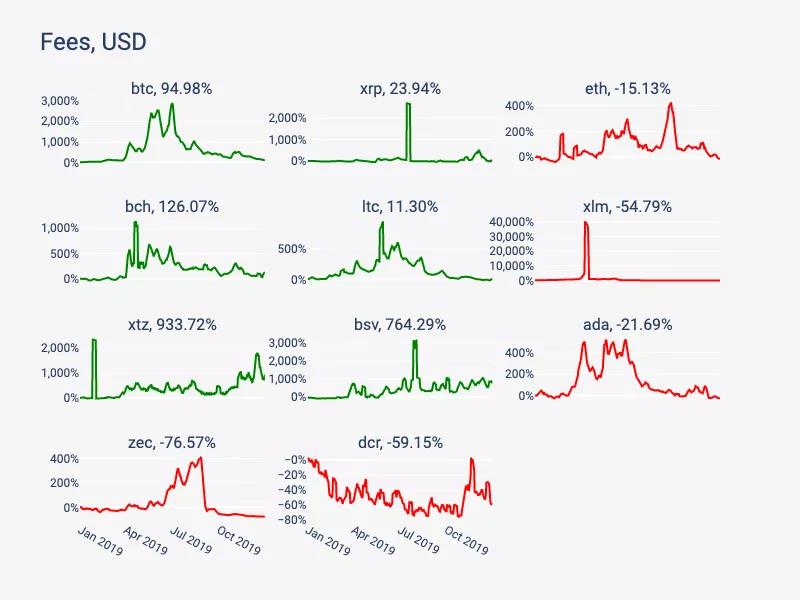 Fees, USD
btc, 94.98%
3,000%
2,000%
1,000%
0%
xrp, 23.94%
2,000%
1,000%
0%
eth, -15.13%
400%
200%
0%
bch, 126.07%
1,000%
500%
0%
ltc, 11.30%
500%
0%
xlm, -54.79%
40,000%
30,000%
20,000%
10,000%
0%
xtz, 933.72%
2,000%
1,000%
0%
bsv, 764.29%
3,000%
2,000%
1,000%
0%
ada, -21.69%
400%
200%
0%
zec, -76.57%
400%
200%
0%
Jan 2019
Apr 2019
Jul 2019
Oct 2019
dcr, -59.15%
−0%
−20%
−40%
−60%
−80%
Jan 2019
Apr 2019
Jul 2019
Oct 2019